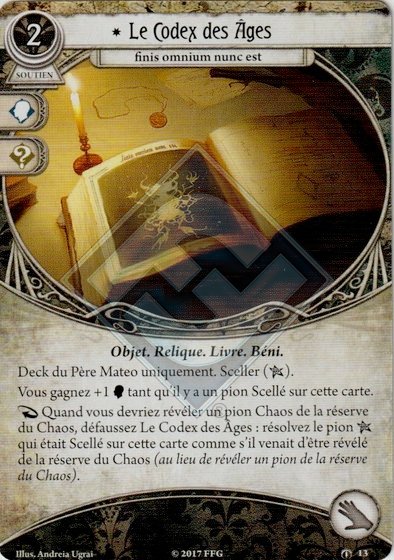 2
Le Codex des Âges
finis omnium nunc est
SOUTIEN
?
Objet. Relique. Livre. Béni.
Deck du Père Mateo uniquement. Sceller ( ).
Vous gagnez +1 tant qu'il y a un pion Scellé sur cette carte.
Quand vous devriez révéler un pion Chaos de la réserve
du Chaos, défaussez Le Codex des Âges : résolvez le pion
qui était Scellé sur cette carte comme s'il venait d'être révélé
de la réserve du Chaos (au lieu de révéler un pion de la réserve
du Chaos).
Illus. Andreia Ugrai
© 2017 FFG
13